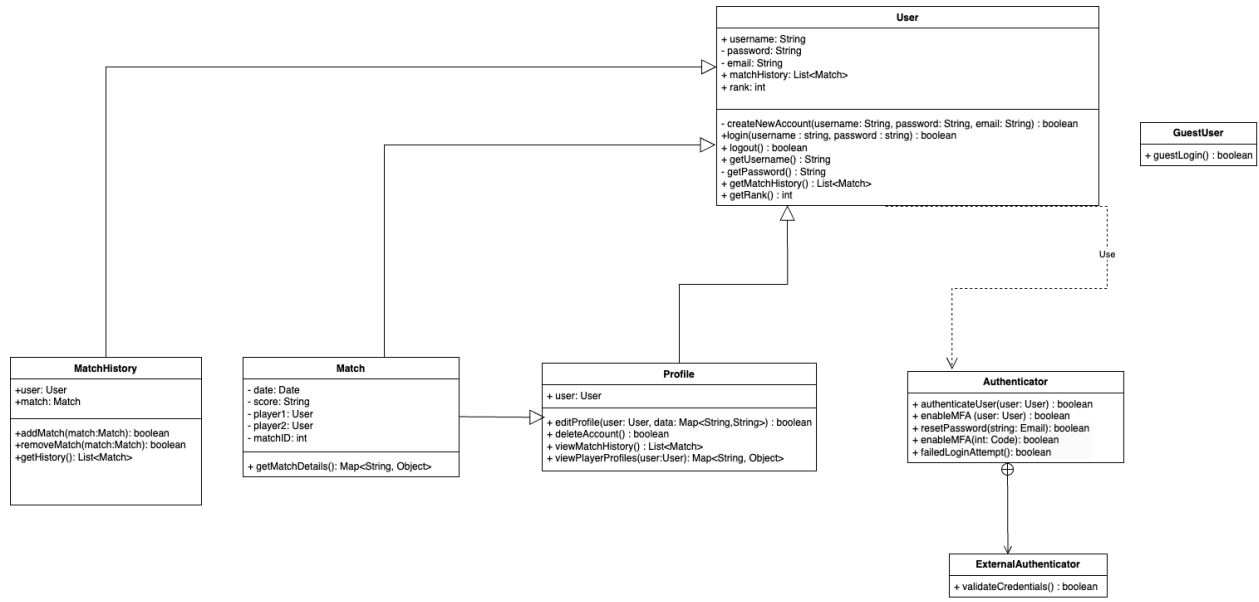 User
+ username: String
- password: String
- email: String
+ matchHistory: List<Match>
+ rank: int
- createNewAccount(username: String, password: String, email: String) : boolean
+login(username : string, password : string) : boolean
+ logout() : boolean
+ getUsername() : String
- getPassword() : String
+ getMatchHistory() : List<Match>
+ getRank() : int
GuestUser
+ guestLogin() : boolean
Use
MatchHistory
+user: User
+match: Match
+addMatch(match:Match): boolean
+removeMatch(match:Match): boolean
+getHistory(): List<Match>
Match
- date: Date
- score: String
- player1: User
- player2: User
- matchID: int
+ getMatchDetails(): Map<String, Object>
Profile
+ user: User
+ editProfile(user: User, data: Map<String,String>) : boolean
+ deleteAccount() : boolean
+ viewMatchHistory() : List<Match>
+ viewPlayerProfiles(user:User): Map<String, Object>
Authenticator
+ authenticateUser(user: User) : boolean
+ enableMFA (user: User) : boolean
+ resetPassword(string: Email): boolean
+ enableMFA(int: Code): boolean
+ failedLoginAttempt(): boolean
ExternalAuthenticator
+ validateCredentials() : boolean